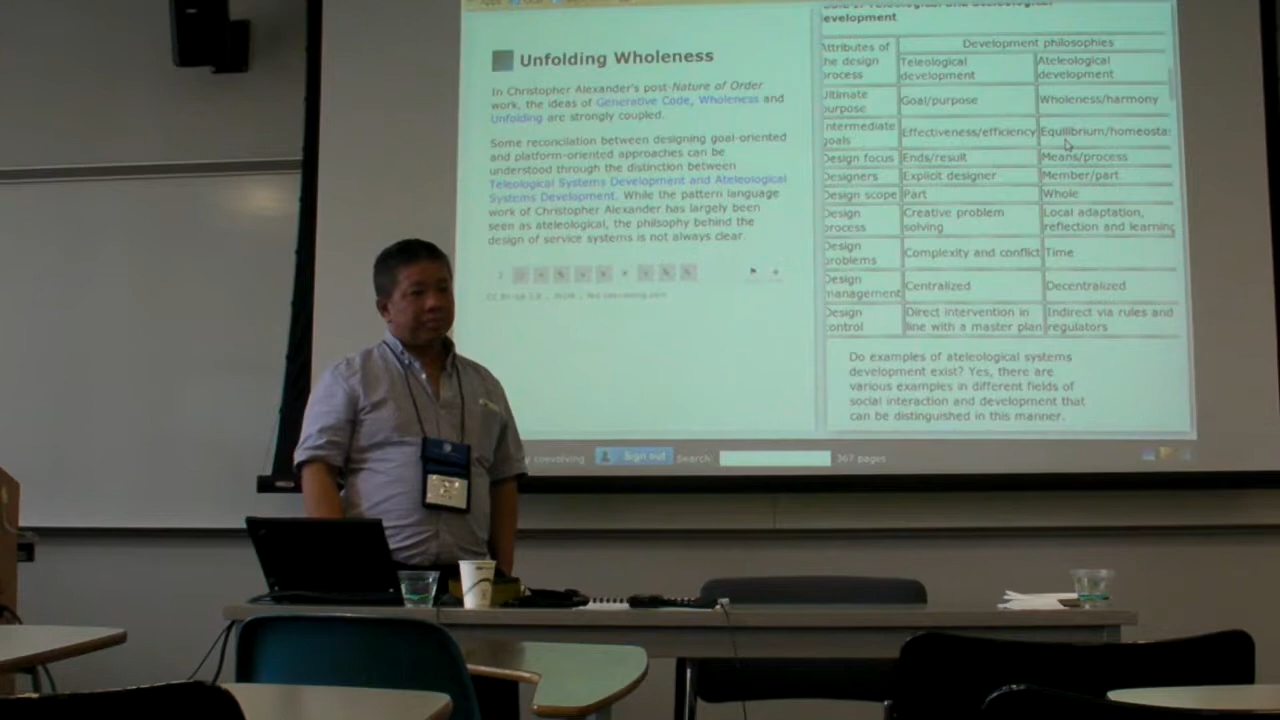 Unfolding Wholeness
In Christopher Alexander's post-Nature of Order
work, the ideas of Generative Code, Wholeness and
Unfolding are strongly coupled.
Some reconciliation between designing goal-oriented
and platform-oriented approaches can be
understood through the distinction between
Teleological Systems Development and Ateleological
Systems Development. While the pattern language
work of Christopher Alexander has largely been
seen as ateleological, the philsophy behind the
design of service systems is not always clear.
evelopment
Attributes of
he design
process
Development philosophies
Teleological
development
Ateleological
development
Ultimate
purpose
Goal/purpose
Wholeness/harmony
ntermediate
goals
Effectiveness/efficiency
Equilibrium/homeosta
Design focus
Ends/result
Means/process
Designers
Explicit designer
Member/part
Design scope
Part
Whole
Design
process
Creative problem
solving
Local adaptation,
reflection and learning
Design
problems
Complexity and conflict
Time
Design
management
Centralized
Decentralized
Design
control
Direct intervention in
line with a master plan
Indirect via rules and
regulators
Do examples of ateleological systems
development exist? Yes, there are
various examples in different fields of
social interaction and development that
can be distinguished in this manner.
y coevolving Sign out Search: 367 pages